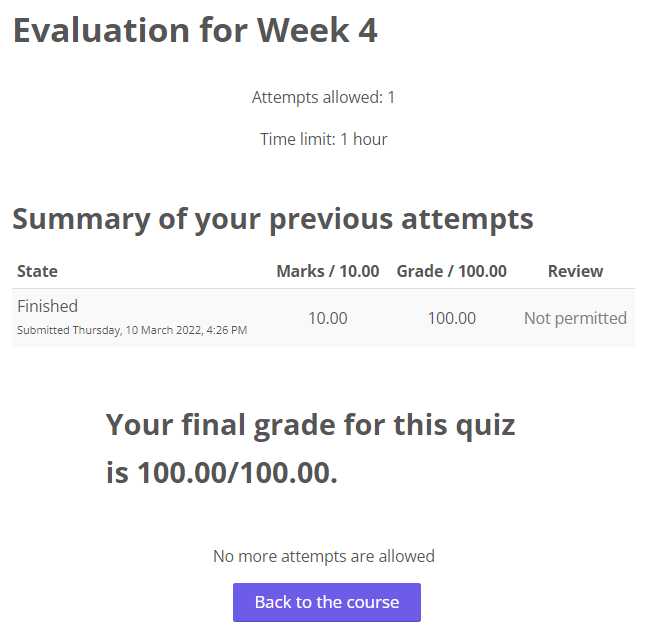 Evaluation for Week 4
Attempts allowed: 1
Time limit: 1 hour
Summary of your previous attempts
State Marks / 10.00 Grade / 100.00 Review
Finished
Submitted Thursday, 10 March 2022, 4:26 PM 10.00 100.00 Not permitted
Your final grade for this quiz
is 100.00/100.00.
No more attempts are allowed
Back to the course